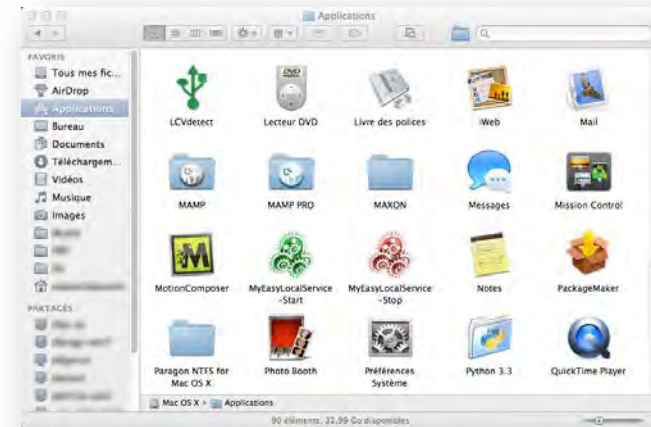 Applications
FAVORIS
Tous mes fic...
AirDrop
Applications
Bureau
Documents
Téléchargem...
Vidéos
Musique
Images
PARTAGÉS
LCVdetect
Lecteur DVD
Livre des polices
iWeb
Mail
MAMP
MAMP PRO
MAXON
Messages
Mission Control
MotionComposer
MyEasyLocalService
-Start
MyEasyLocalService
-Stop
Notes
PackageMaker
Paragon NTFS for
Mac OS X
Photo Booth
Préférences
Système
Python 3.3
QuickTime Player
Mac OS X
Applications
90 éléments, 32,99 Go disponibles